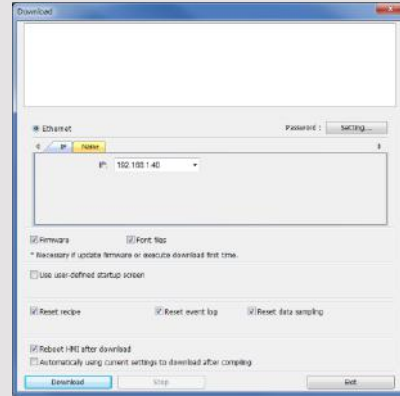 Download
Ethernet
Password : Setting...
IP Name
IP: 192.168.1.40
Firmware Font files
* Necessary if update firmware or execute download first time.
Use user-defined startup screen
Reset recipe Reset event log Reset data sampling
Reboot HMI after download
Automatically using current settings to download after compiling
Download Stop Exit